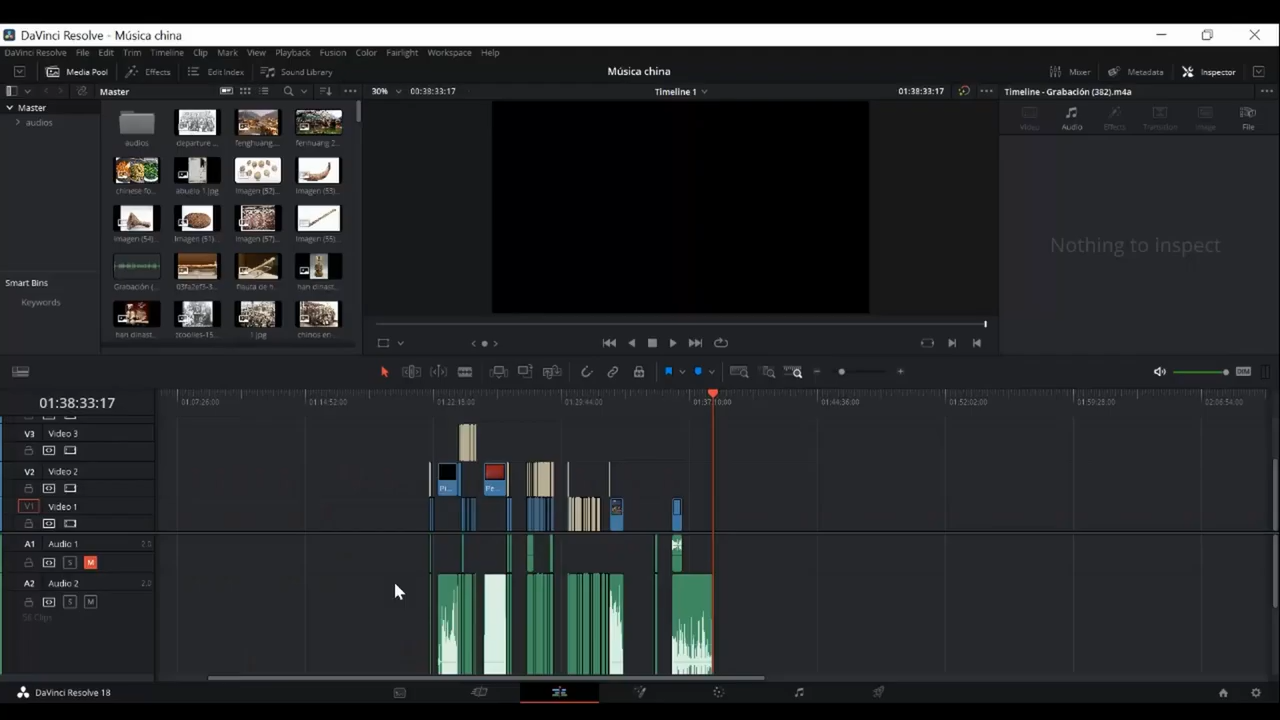 DaVinci Resolve - Música china
DaVinci Resolve File Edit Trim Timeline Clip Mark View Playback Fusion Color Fairlight Workspace Help
Media Pool Effects Edit Index Sound Library Música china Mixer Metadata Inspector
Master 30% 00:39:33:17 Timeline 1 01:38:33:17 Timeline - Grabación (382).m4a
Master
audios
Video Audio Effects Transition Image File
audios departure ... fenghuang... fenhuang 2...
chinese fo... abuelo 1.jpg Imagen (52)... Imagen (53)...
Imagen (54)... Imagen (51)... Imagen (57)... Imagen (55)...
Nothing to inspect
Grabación (... flauta de h... han dinast...
Smart Bins
Keywords
han dinast... 1.jpg chinos en...
DIM
01:38:33:17
01:07:26:00 01:14:52:00 01:22:15:00 01:29:44:00 01:37:10:00 01:44:36:00 01:52:02:00 01:59:28:00 02:06:54:00
V3 Video 3
V2 Video 2
Pi... Pe...
V1 Video 1
A1 Audio 1 2.0
S M
A2 Audio 2 2.0
S M
58 Clips
DaVinci Resolve 18